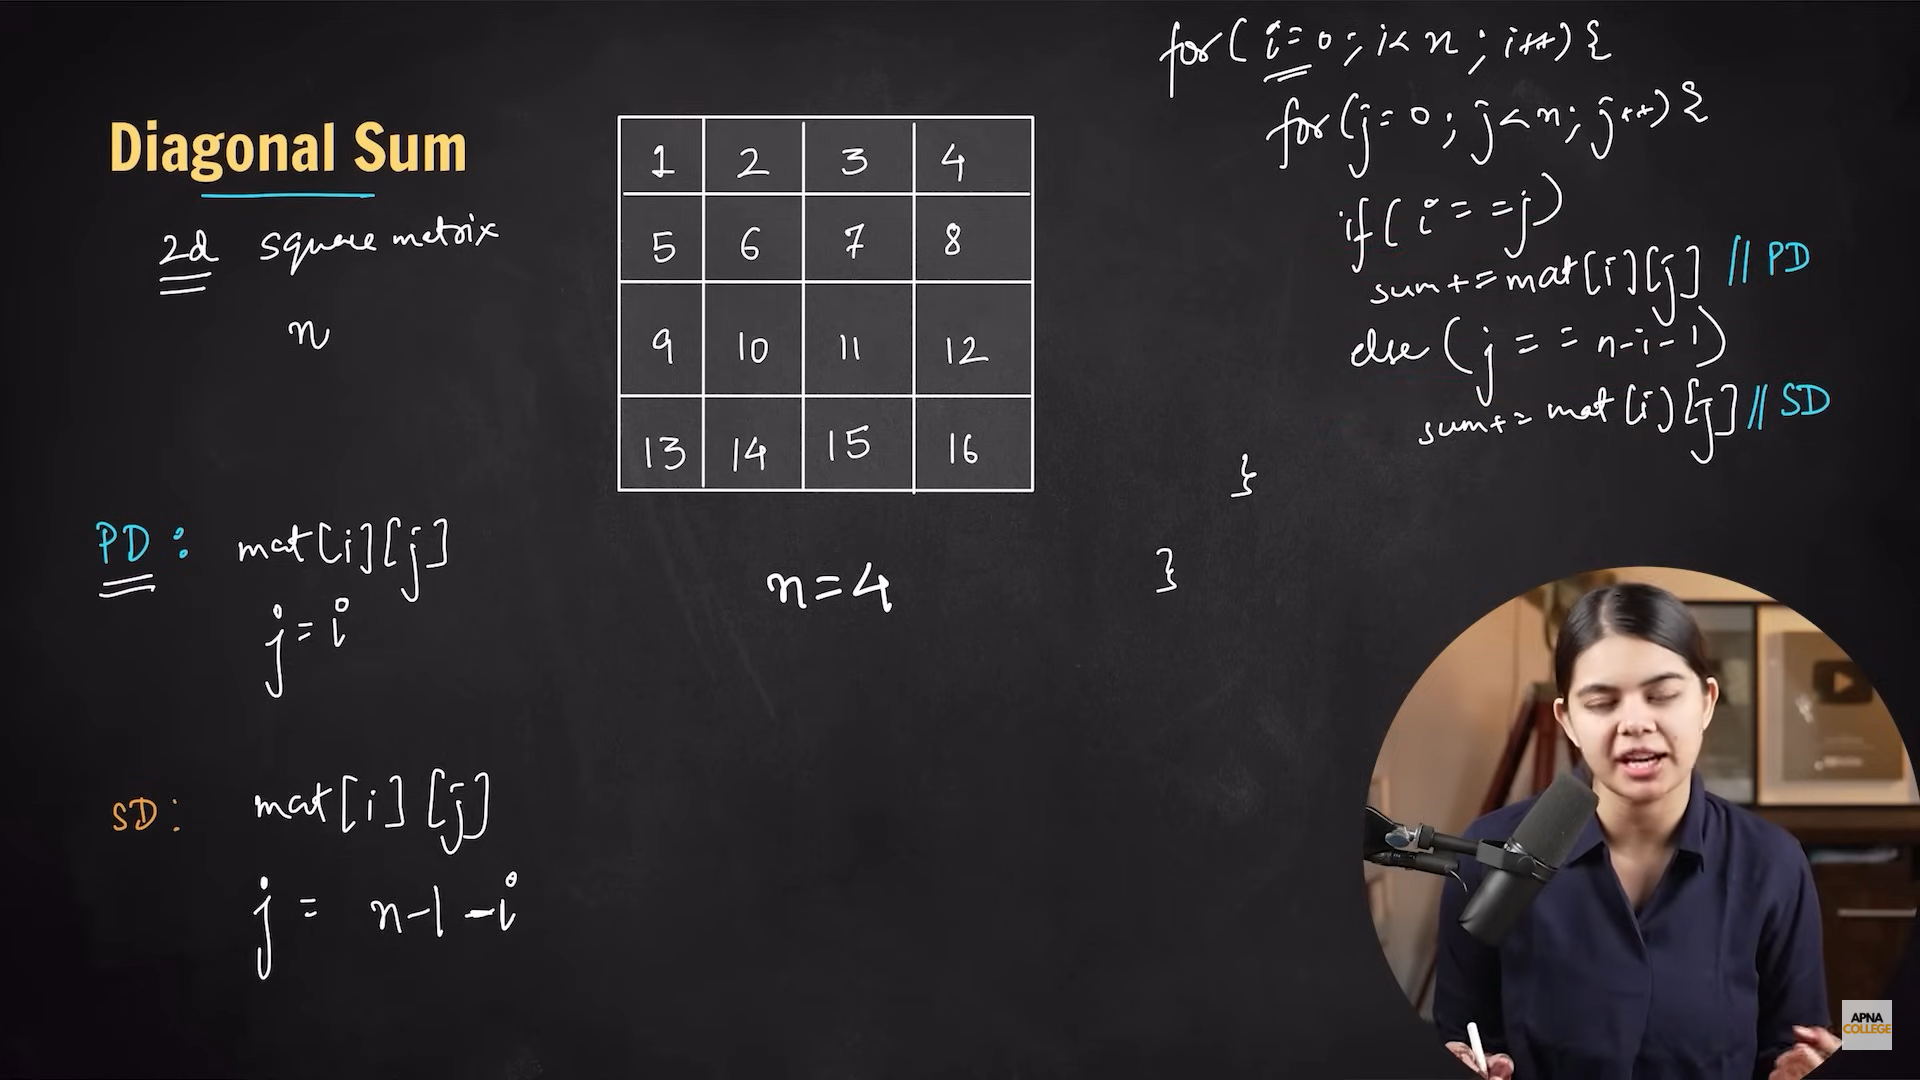 Diagonal Sum
2d square metrix
n
1 2 3 4
5 6 7 8
9 10 11 12
13 14 15 16
n=4
PD: mat[i][j]
j=i
SD: mat[i][j]
j = n-1-i
for(i=0; i<n; i++){
for(j=0; j<n; j++){
if(i==j)
sum+=mat[i][j] // PD
else(j==n-i-1)
sum+=mat[i)[j] // SD
}
}
APNA
COLLEGE